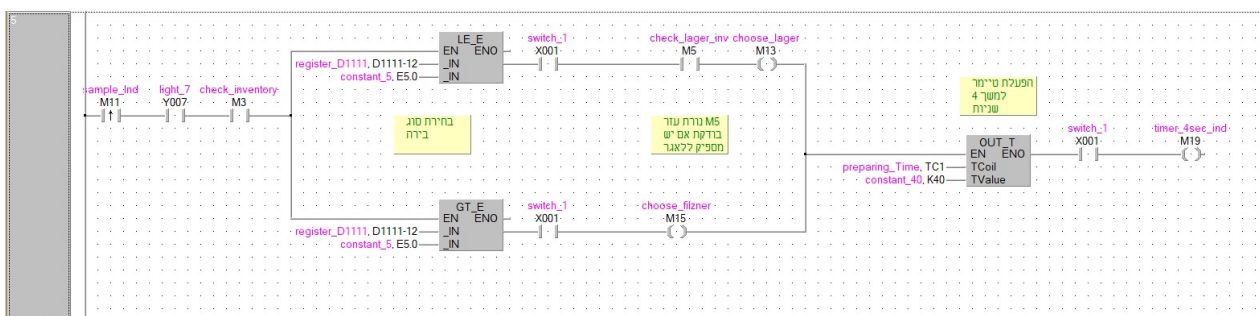 5
sample_Ind light_7 check_inventory
M11 Y007 M3
LE_E
EN ENO
register_D1111, D1111-12 _IN
constant_5, E5.0 _IN
switch_1
X001
check_lager_inv choose_lager
M5 M13
בחירת סוג
בירה
M5 נורת עזר
בודקת אם יש
מספיק ללאגר
GT_E
EN ENO
register_D1111, D1111-12 _IN
constant_5, E5.0 _IN
switch_1
X001
choose_filzner
M15
הפעלת טיימר
למשך 4
שניות
OUT_T
EN ENO
preparing_Time, TC1 TCoil
constant_40, K40 TValue
switch_1
X001
timer_4sec_ind
M19